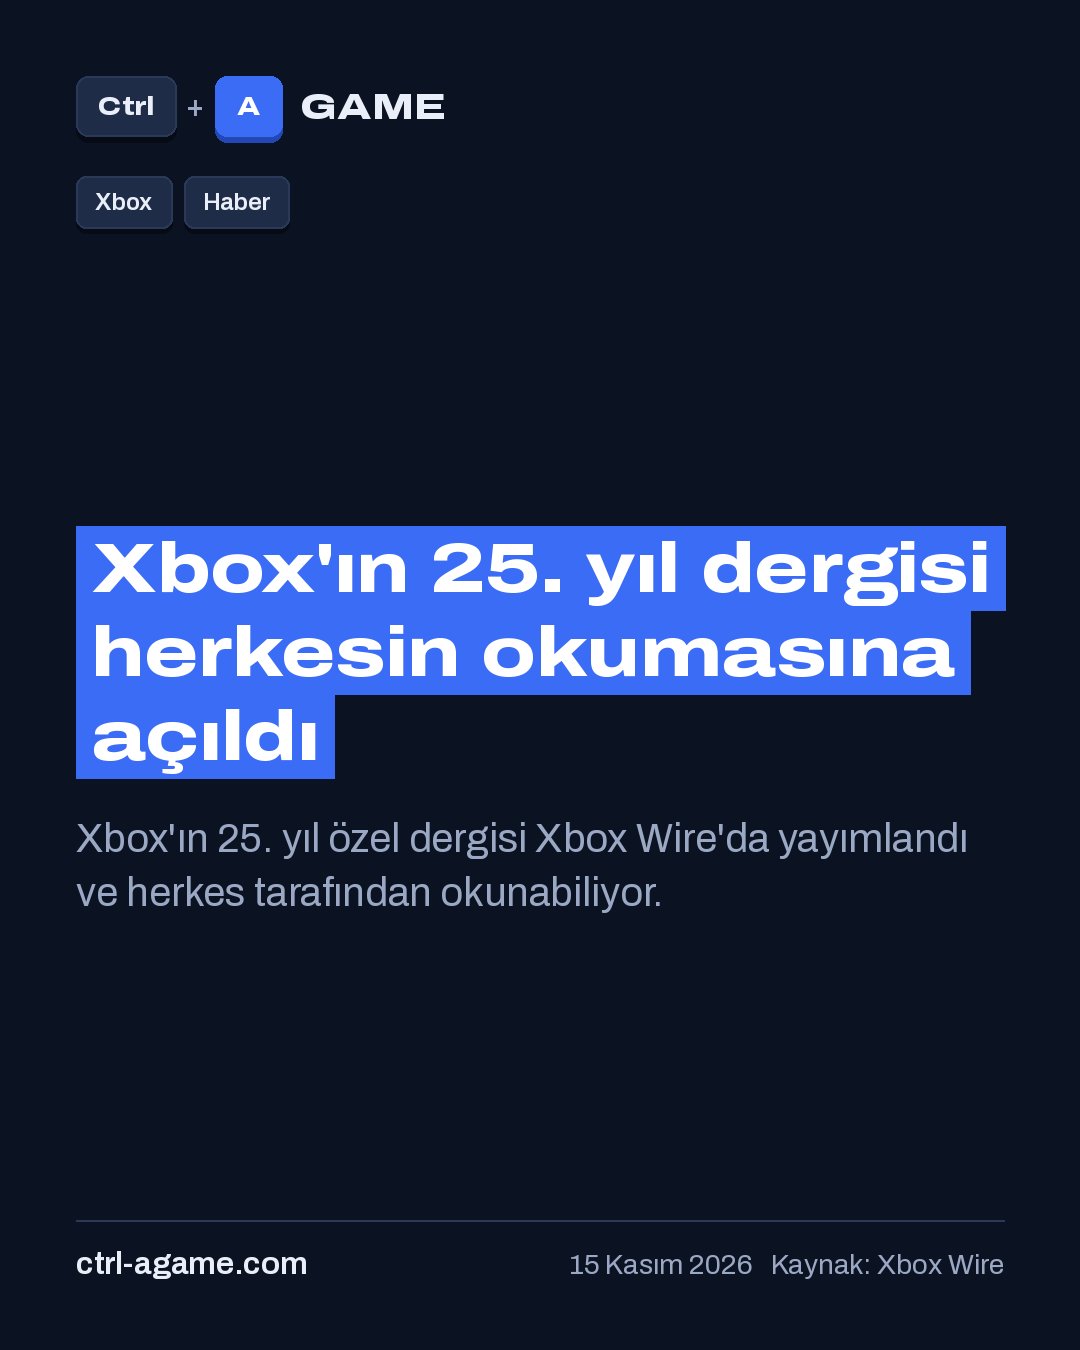 Ctrl + A GAME
Xbox Haber
Xbox'ın 25. yıl dergisi
herkesin okumasına
açıldı
Xbox'ın 25. yıl özel dergisi Xbox Wire'da yayımlandı
ve herkes tarafından okunabiliyor.
ctrl-agame.com 15 Kasım 2026 Kaynak: Xbox Wire